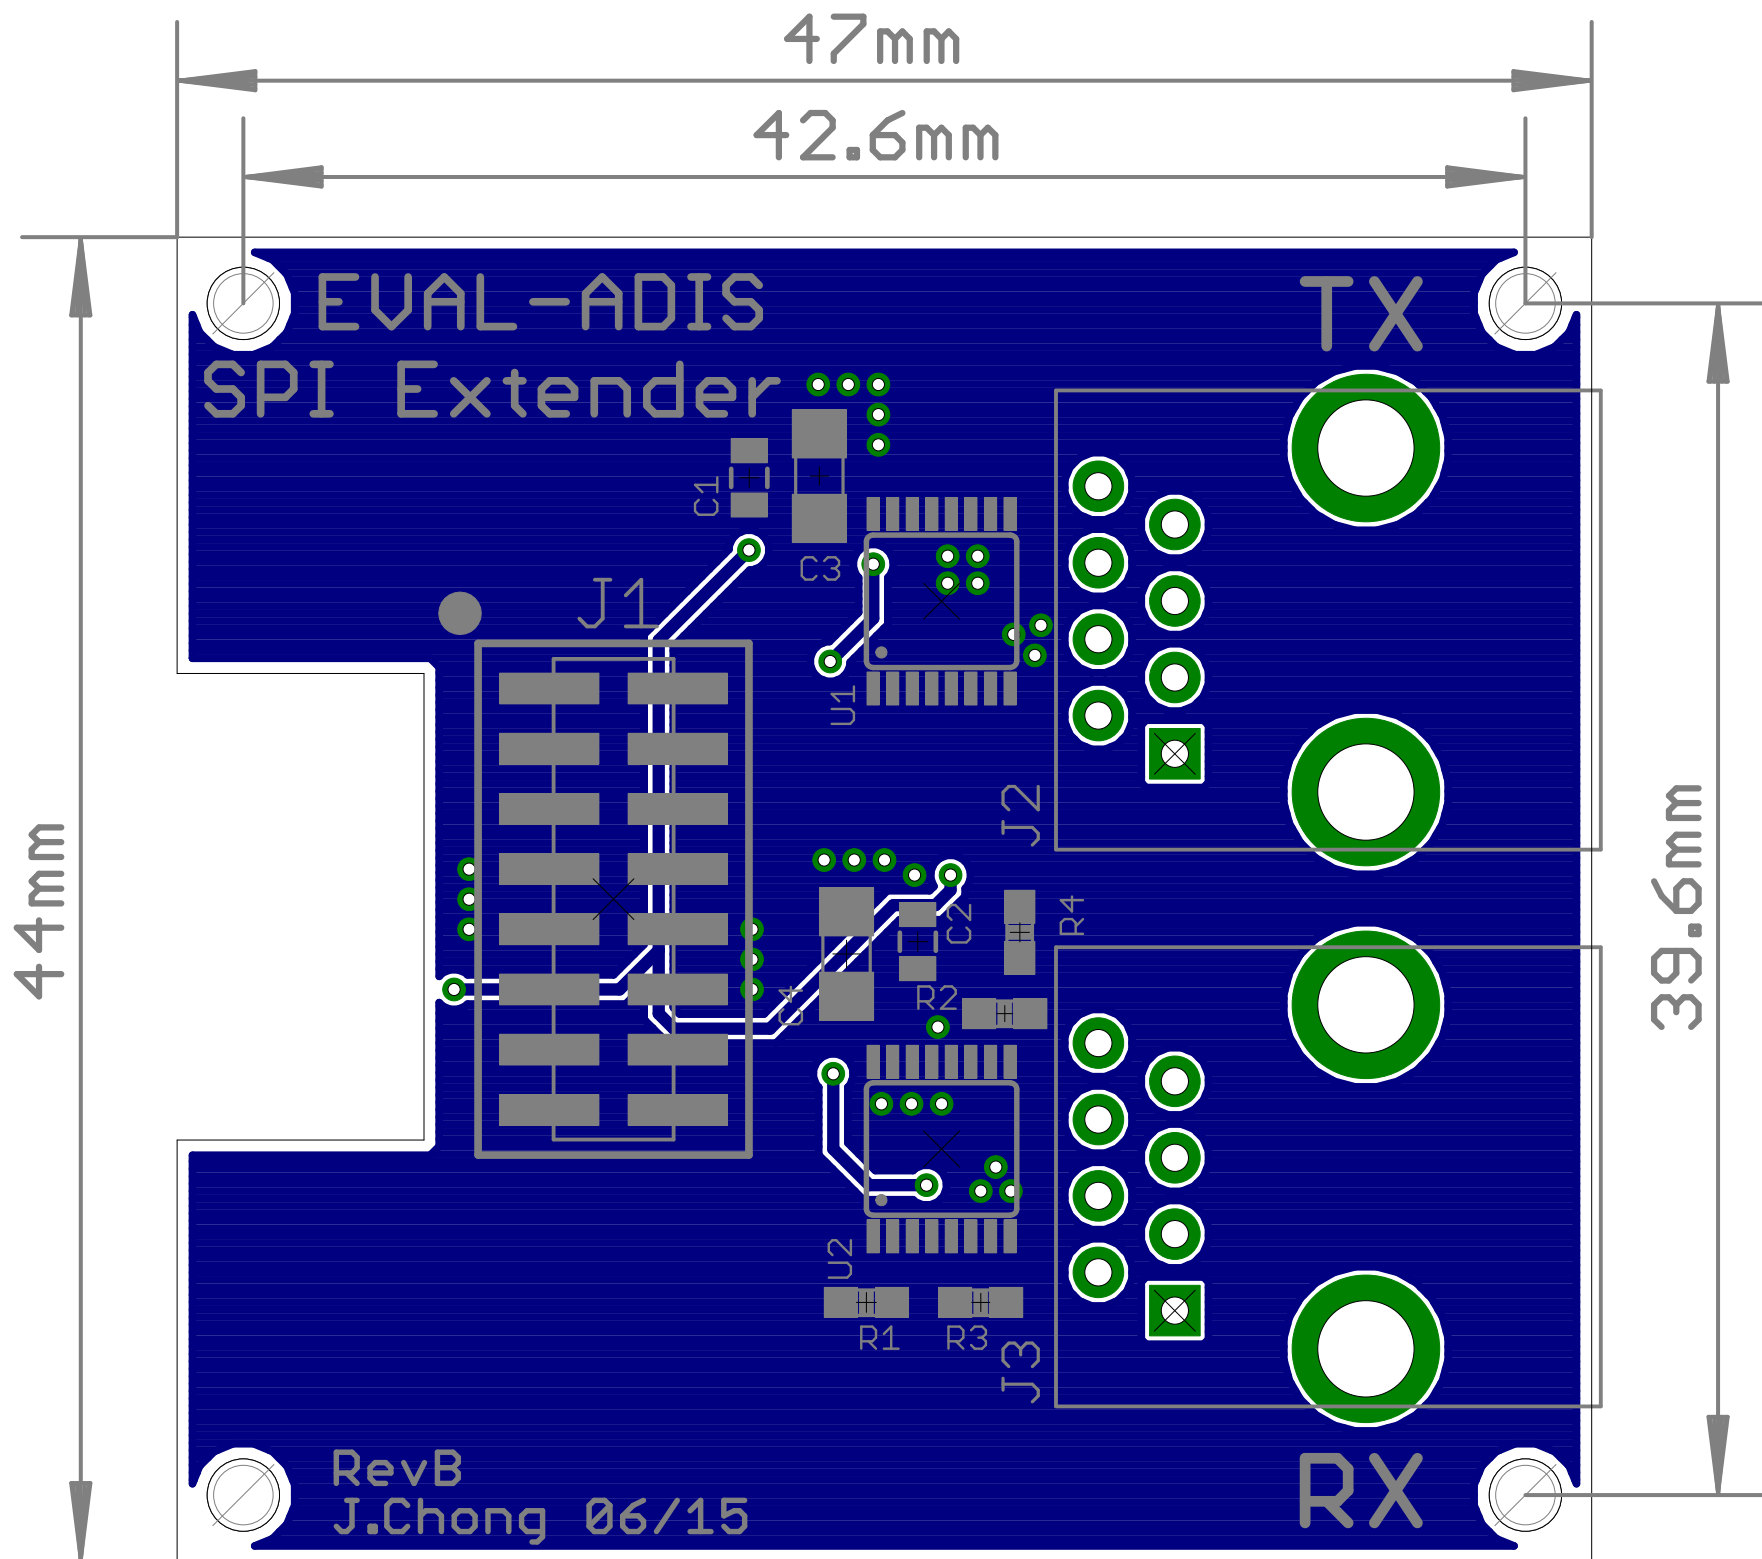 47mm
42.6mm
EVAL-ADIS
TX
SPI Extender
C1
C3
J1
U1
J2
44mm
39.6mm
C2
R4
R2
C4
U2
R1
R3
J3
RevB
RX
J.Chong 06/15